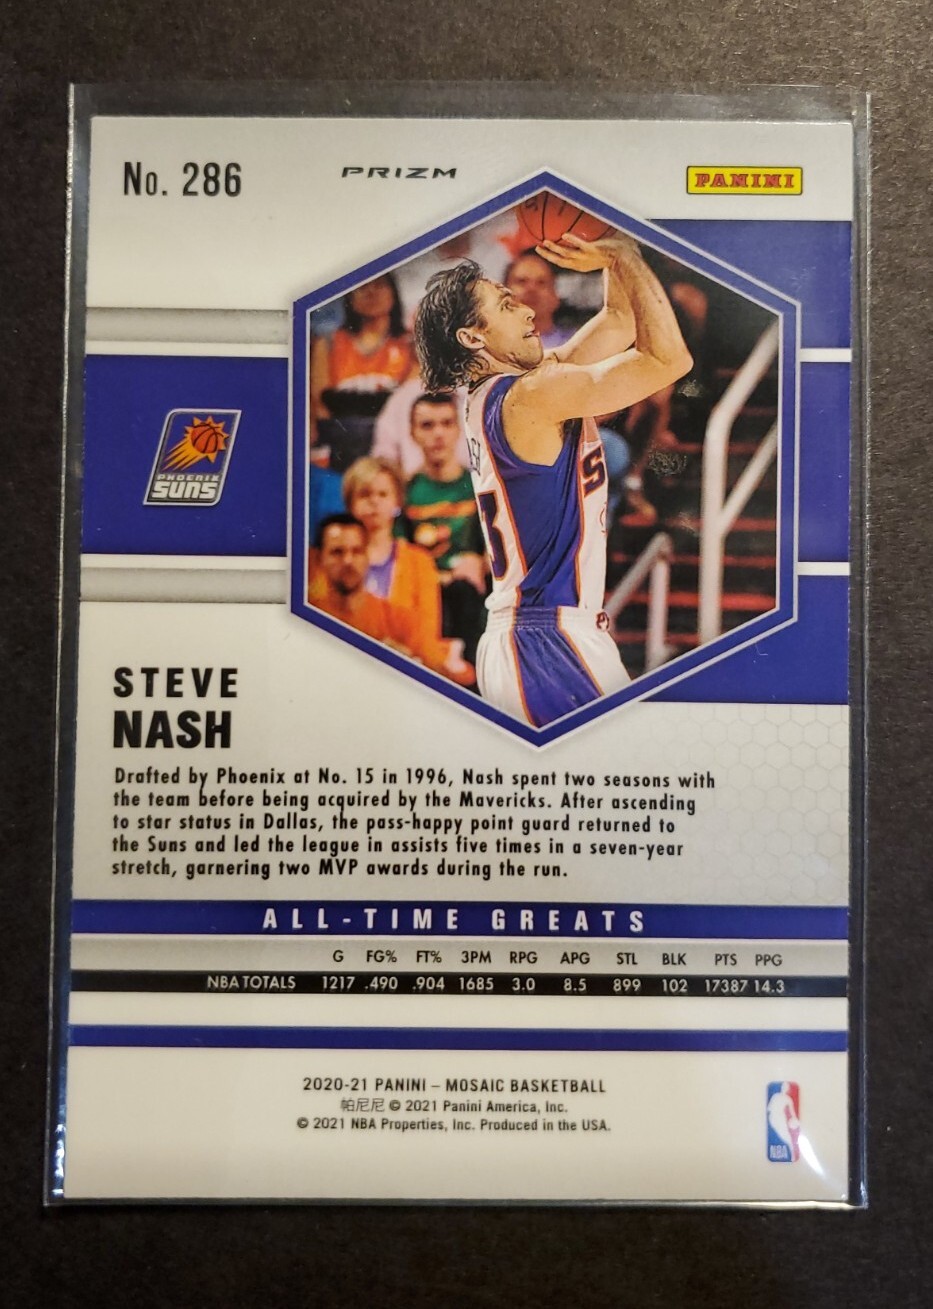 No. 286
PRIZM
PANINI
PHOENIX
SUNS
STEVE
NASH
Drafted by Phoenix at No. 15 in 1996, Nash spent two seasons with
the team before being acquired by the Mavericks. After ascending
to star status in Dallas, the pass-happy point guard returned to
the Suns and led the league in assists five times in a seven-year
stretch, garnering two MVP awards during the run.
ALL-TIME GREATS
G FG% FT% 3PM RPG APG STL BLK PTS PPG
NBA TOTALS 1217 .490 .904 1685 3.0 8.5 899 102 17387 14.3
2020-21 PANINI – MOSAIC BASKETBALL
帕尼尼 © 2021 Panini America, Inc.
© 2021 NBA Properties, Inc. Produced in the USA.
NBA